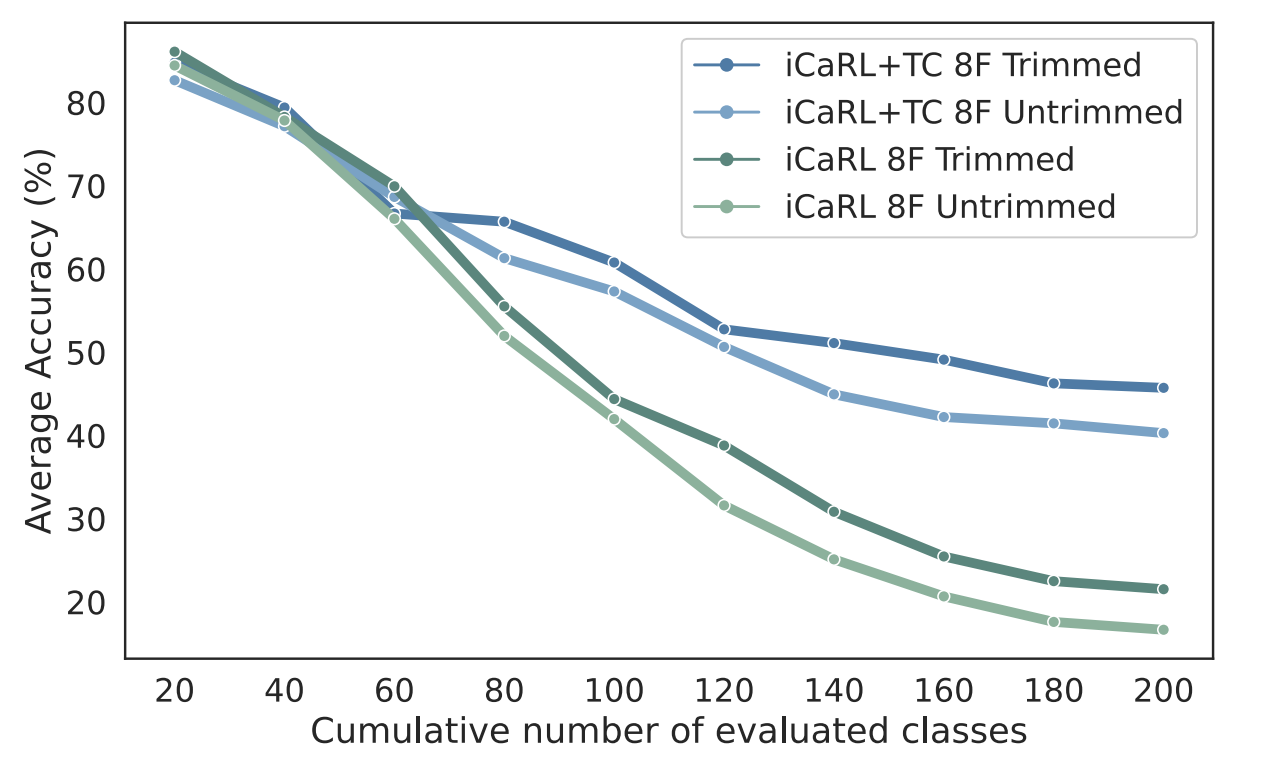 iCaRL+TC 8F Trimmed
iCaRL+TC 8F Untrimmed
iCaRL 8F Trimmed
iCaRL 8F Untrimmed
Average Accuracy (%)
80
70
60
50
40
30
20
20 40 60 80 100 120 140 160 180 200
Cumulative number of evaluated classes